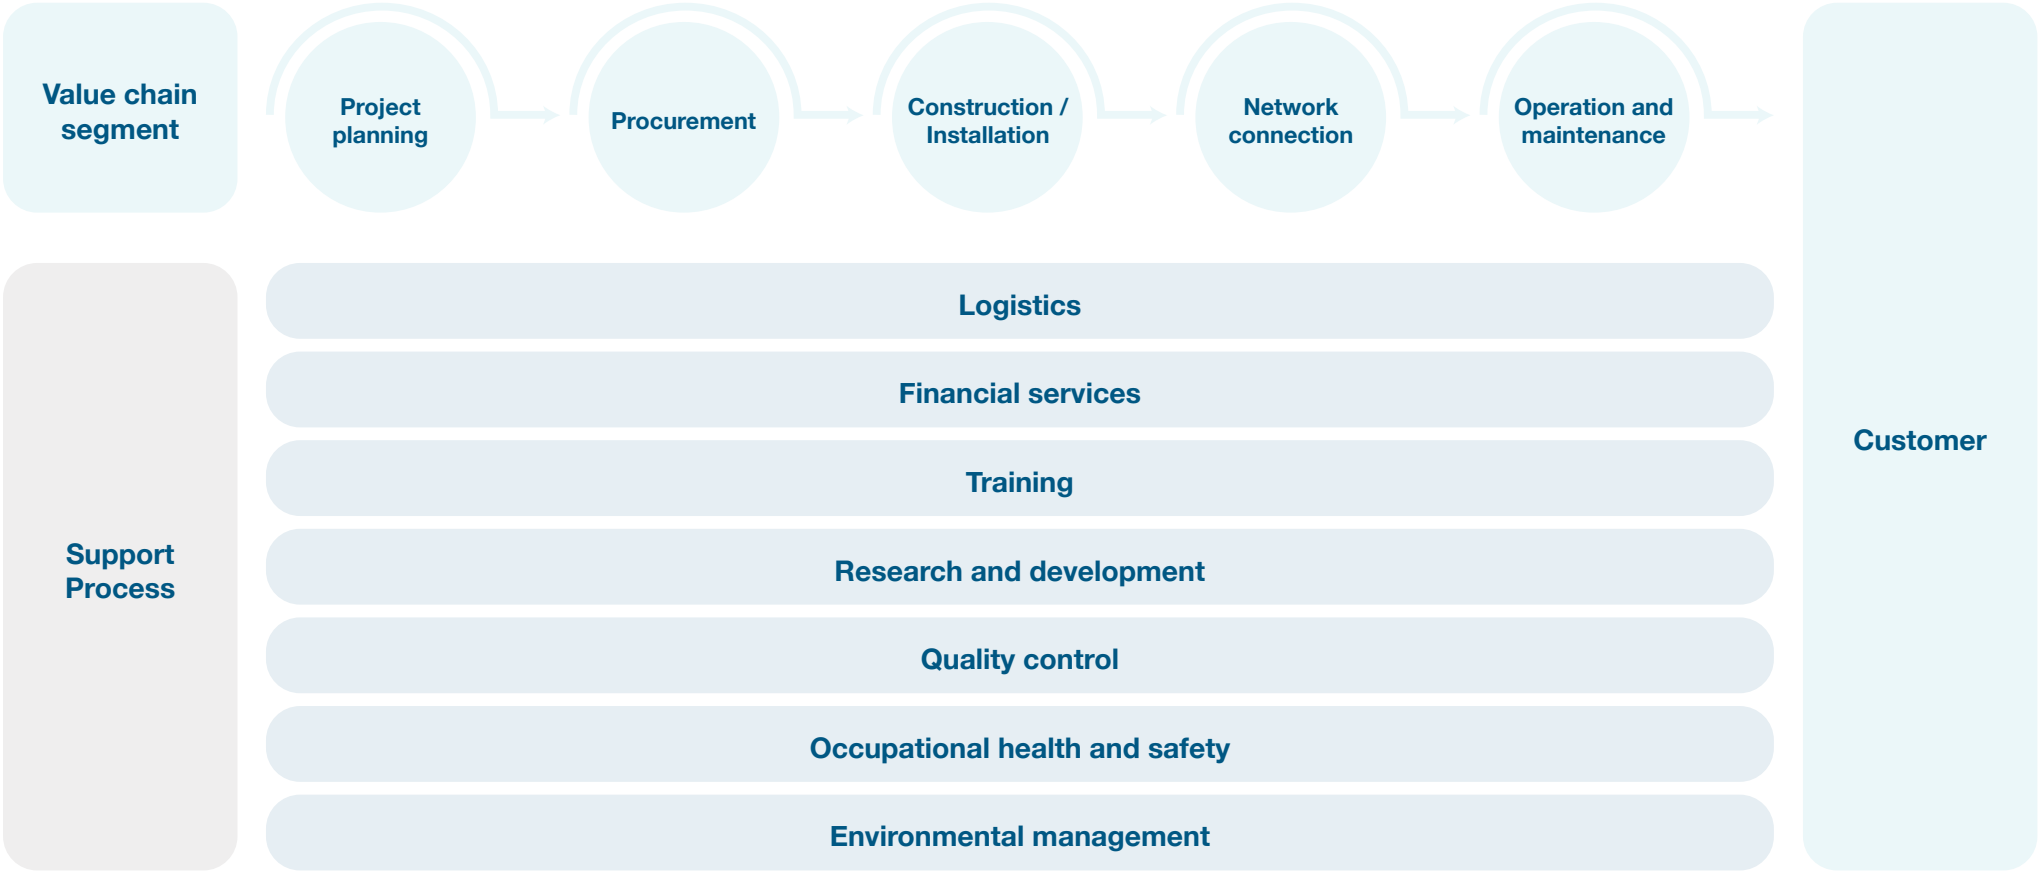 Value chain
segment
Project
planning
Procurement
Construction /
Installation
Network
connection
Operation and
maintenance
Customer
Support
Process
Logistics
Financial services
Training
Research and development
Quality control
Occupational health and safety
Environmental management